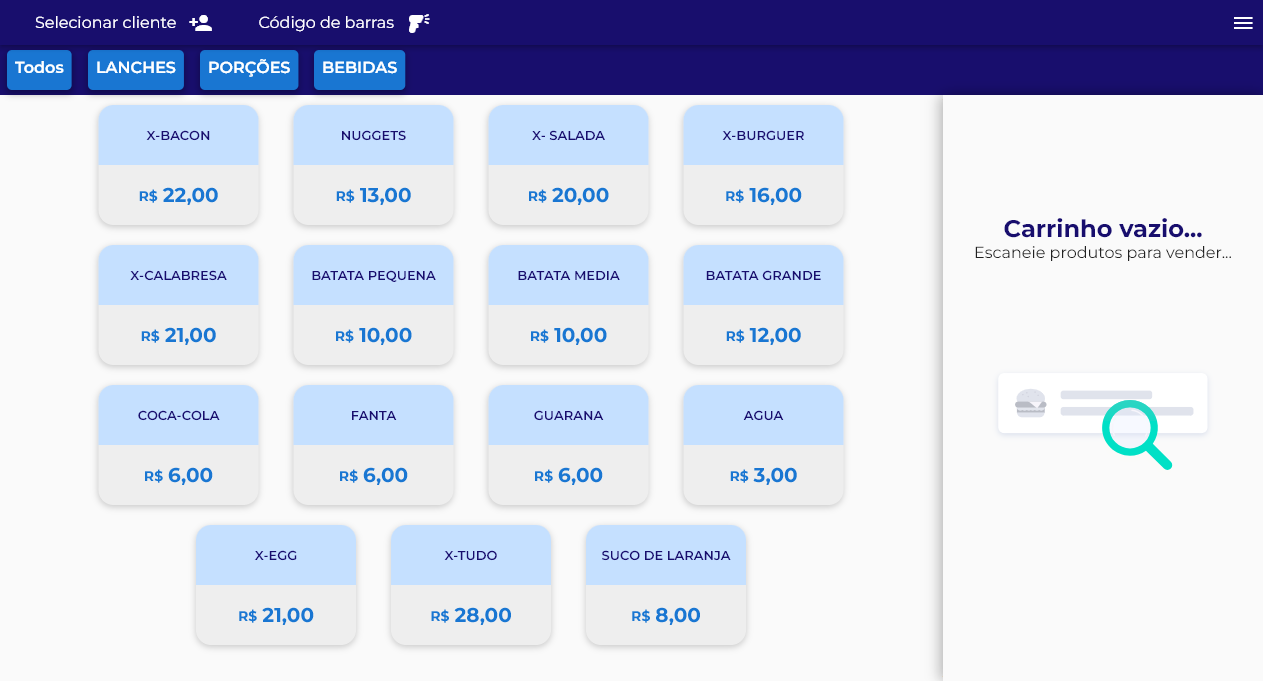 Selecionar cliente
Código de barras
Todos
LANCHES
PORÇÕES
BEBIDAS
X-BACON
R$ 22,00
NUGGETS
R$ 13,00
X- SALADA
R$ 20,00
X-BURGUER
R$ 16,00
X-CALABRESA
R$ 21,00
BATATA PEQUENA
R$ 10,00
BATATA MEDIA
R$ 10,00
BATATA GRANDE
R$ 12,00
COCA-COLA
R$ 6,00
FANTA
R$ 6,00
GUARANA
R$ 6,00
AGUA
R$ 3,00
X-EGG
R$ 21,00
X-TUDO
R$ 28,00
SUCO DE LARANJA
R$ 8,00
Carrinho vazio...
Escaneie produtos para vender...